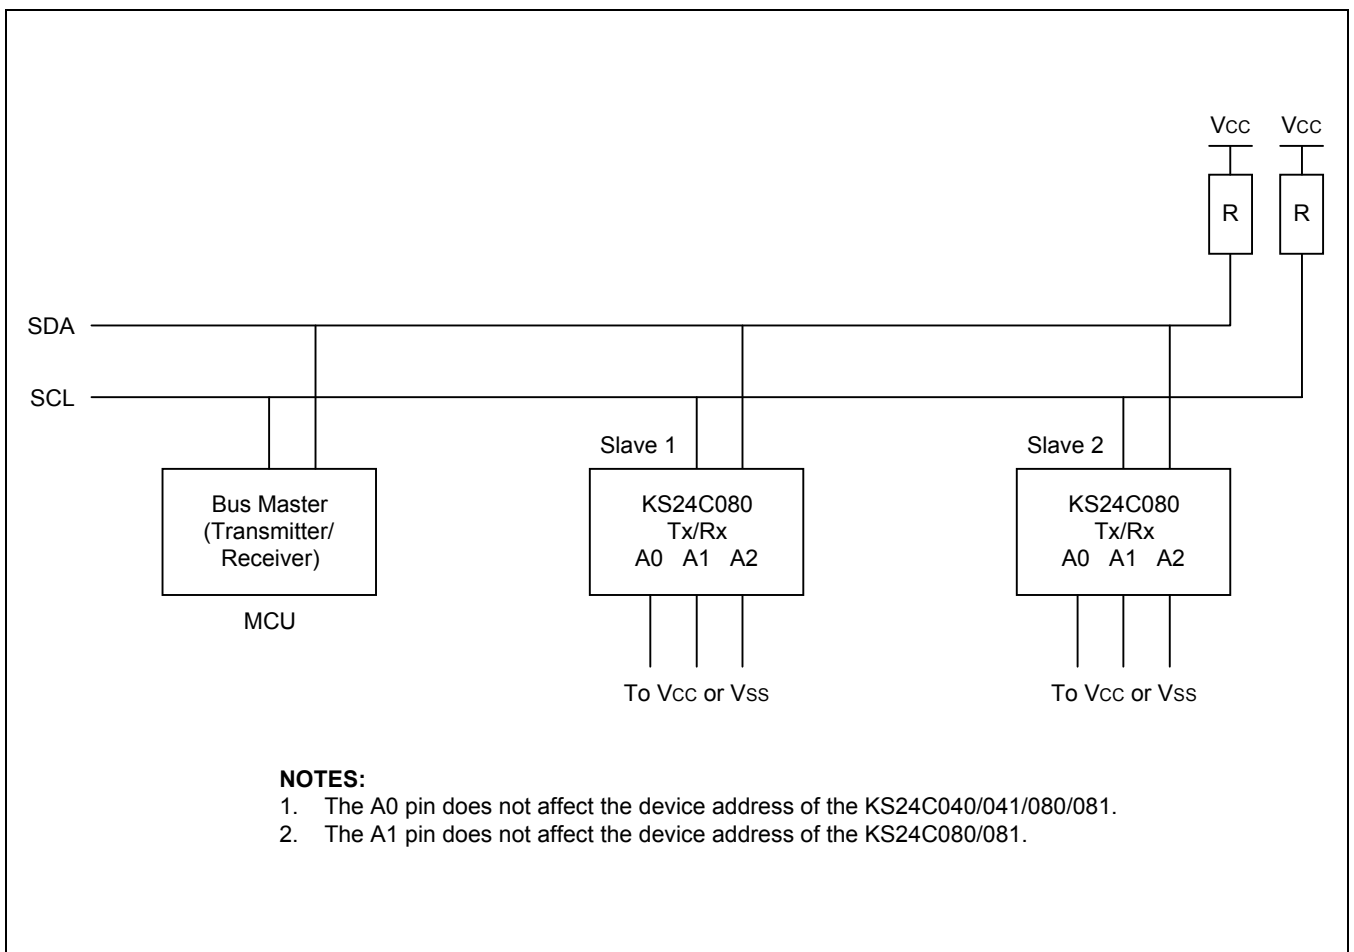 Vcc Vcc
R R
SDA
SCL
Slave 1 Slave 2
Bus Master
(Transmitter/
Receiver)
MCU
KS24C080
Tx/Rx
A0 A1 A2
To Vcc or Vss
KS24C080
Tx/Rx
A0 A1 A2
To Vcc or Vss
NOTES:
1. The A0 pin does not affect the device address of the KS24C040/041/080/081.
2. The A1 pin does not affect the device address of the KS24C080/081.